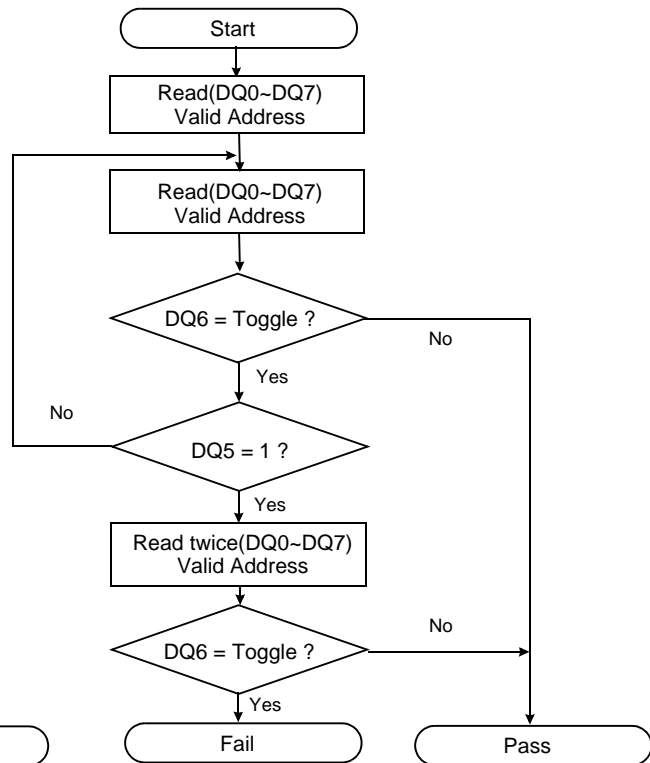 Start
Read(DQ0~DQ7)
Valid Address
Read(DQ0~DQ7)
Valid Address
DQ6 = Toggle ?
No
Yes
No
DQ5 = 1 ?
Yes
Read twice(DQ0~DQ7)
Valid Address
No
DQ6 = Toggle ?
Yes
Fail
Pass